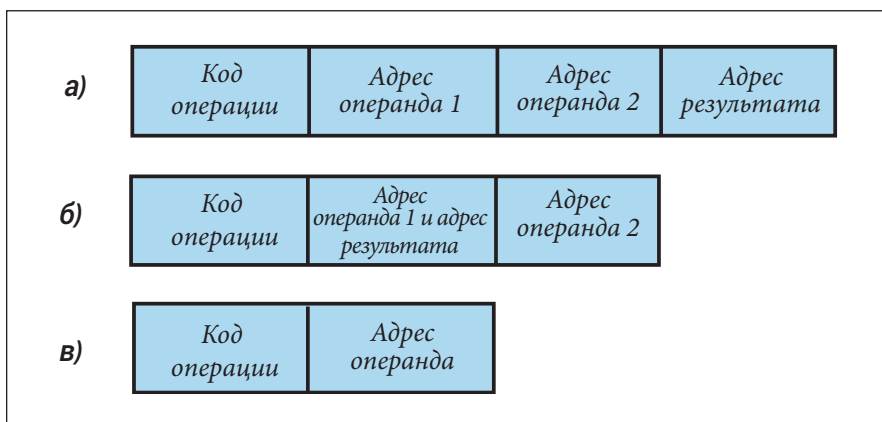 а)
Код
операции
Адрес
операнда 1
Адрес
операнда 2
Адрес
результата
б)
Код
операции
Адрес
операнда 1 и адрес
результата
Адрес
операнда 2
в)
Код
операции
Адрес
операнда